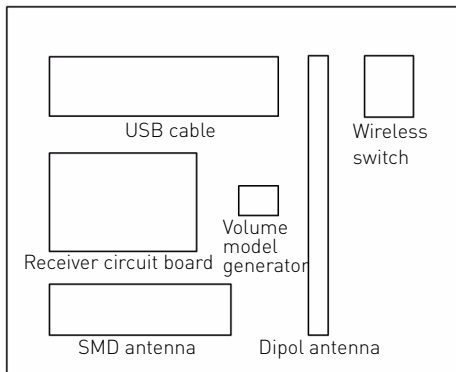 USB cable
Wireless
switch
Volume
model
generator
Receiver circuit board
SMD antenna
Dipol antenna